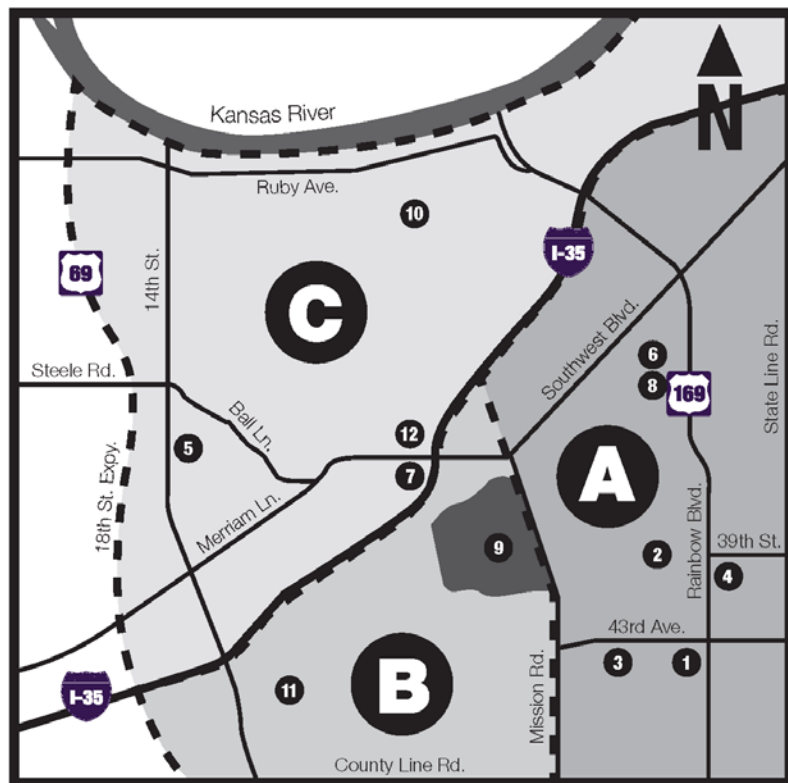 Kansas River
N
Ruby Ave.
10
I-35
69
14th St.
C
Southwest Blvd.
State Line Rd.
6
8
169
Steele Rd.
Ball Ln.
12
5
7
A
18th St. Expy.
Merriam Ln.
Rainbow Blvd.
9
2
39th St.
4
43rd Ave.
3
1
I-35
11
B
Mission Rd.
County Line Rd.